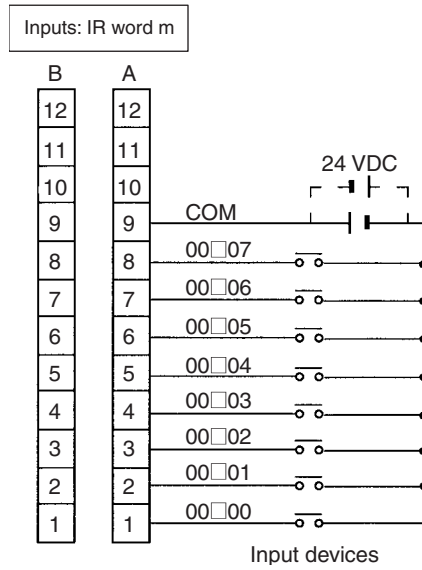 Inputs: IR word m
B A
12 12
11 11
10 10
24 VDC
9 9 COM
8 8 00□07
7 7 00□06
6 6 00□05
5 5 00□04
4 4 00□03
3 3 00□02
2 2 00□01
1 1 00□00
Input devices